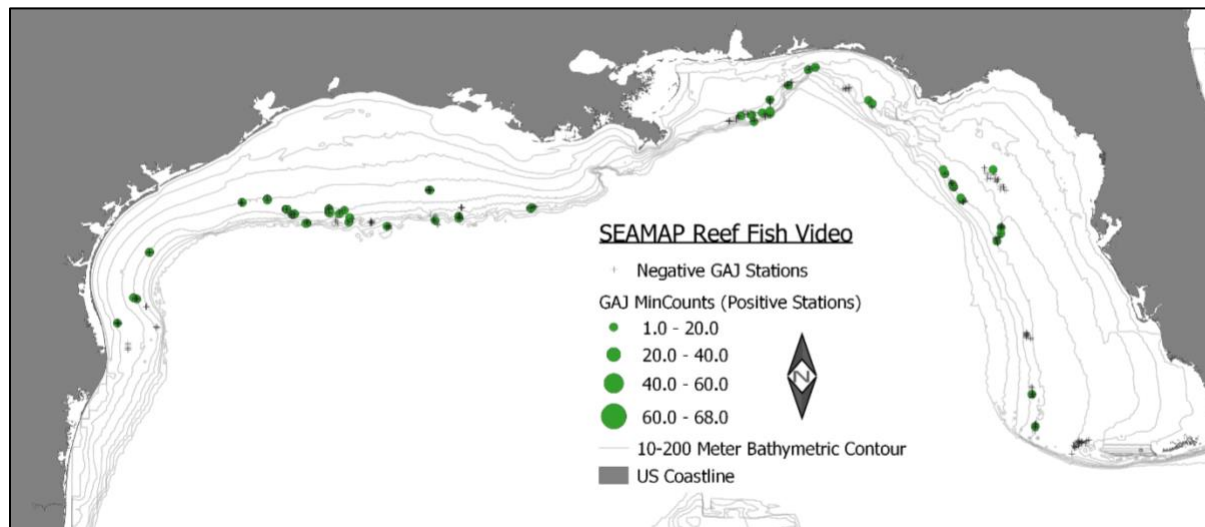 SEAMAP Reef Fish Video
Negative GAJ Stations
GAJ MinCounts (Positive Stations)
1.0 - 20.0
20.0 - 40.0
40.0 - 60.0
60.0 - 68.0
N
10-200 Meter Bathymetric Contour
US Coastline